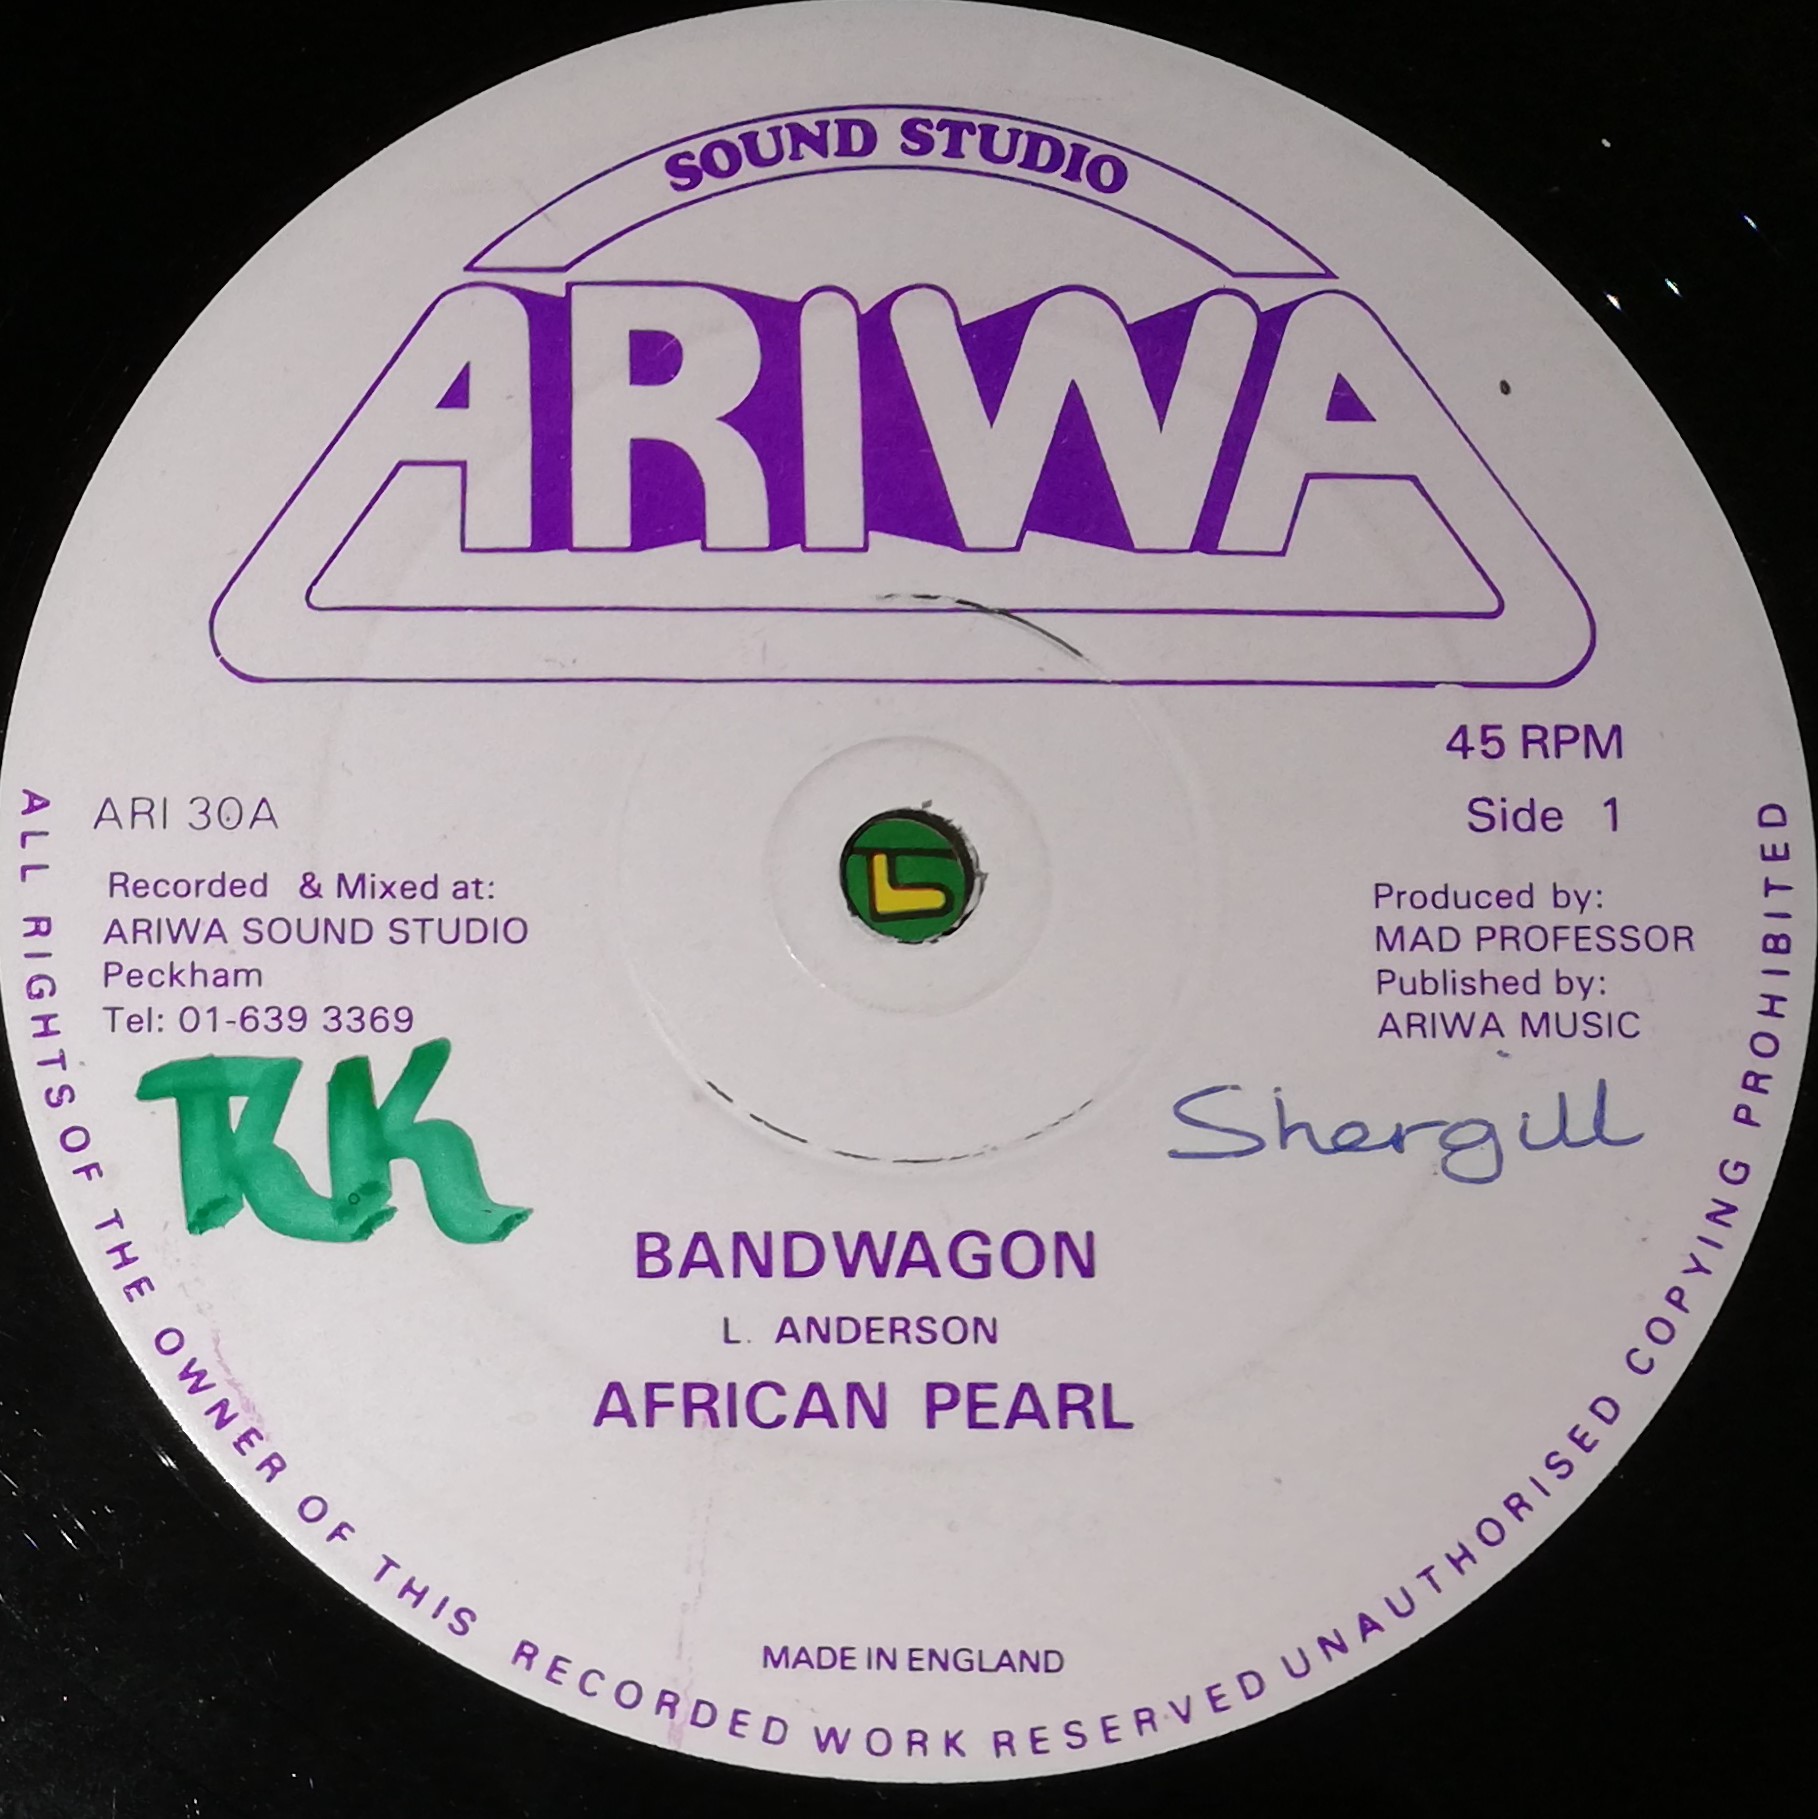 SOUND STUDIO
ARIWA
45 RPM
ARI 30A
Side 1
Recorded & Mixed at:
ARIWA SOUND STUDIO
Peckham
Tel: 01-639 3369
Produced by:
MAD PROFESSOR
Published by:
ARIWA MUSIC
Shergill
BANDWAGON
L. ANDERSON
AFRICAN PEARL
MADE IN ENGLAND
ALL RIGHTS OF THE OWNER OF THIS RECORDED WORK RESERVED UNAUTHORISED COPYING PROHIBITED